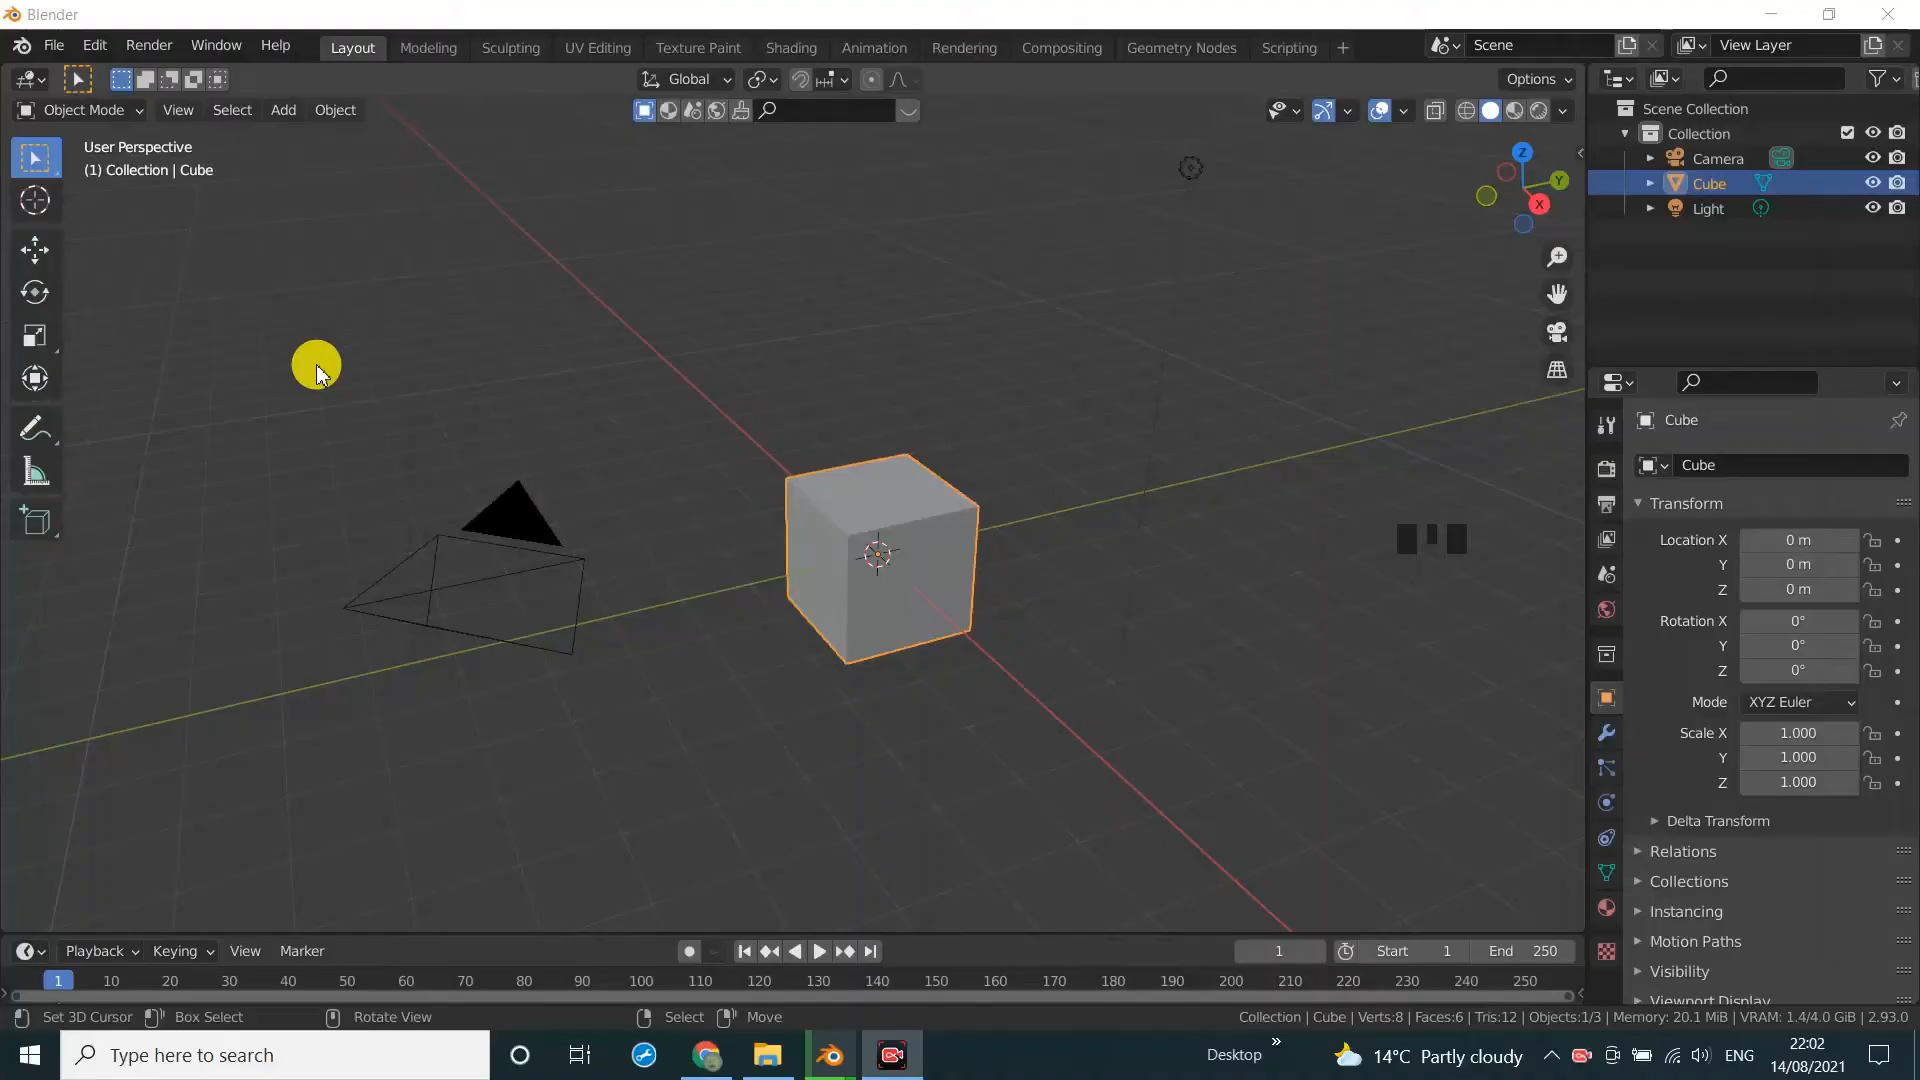 Blender
File Edit Render Window Help
Layout Modeling Sculpting UV Editing Texture Paint Shading Animation Rendering Compositing Geometry Nodes Scripting +
Scene
View Layer
Global
Options
Object Mode View Select Add Object
User Perspective
(1) Collection | Cube
Z
Y
X
Scene Collection
Collection
Camera
Cube
Light
Cube
Cube
Transform
Location X 0 m
Y 0 m
Z 0 m
Rotation X 0°
Y 0°
Z 0°
Mode XYZ Euler
Scale X 1.000
Y 1.000
Z 1.000
Delta Transform
Relations
Collections
Instancing
Motion Paths
Visibility
Viewport Display
Playback Keying View Marker
1
Start 1
End 250
1 10 20 30 40 50 60 70 80 90 100 110 120 130 140 150 160 170 180 190 200 210 220 230 240 250
Set 3D Cursor Box Select Rotate View Select Move
Collection | Cube | Verts:8 | Faces:6 | Tris:12 | Objects:1/3 | Memory: 20.1 MiB | VRAM: 1.4/4.0 GiB | 2.93.0
Type here to search
Desktop
14°C Partly cloudy
ENG
22:02
14/08/2021